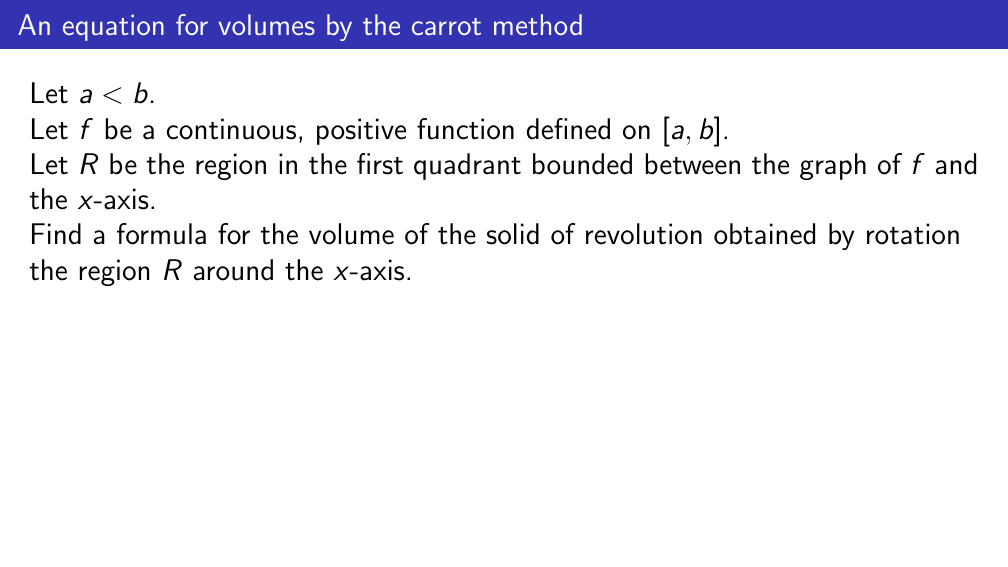 An equation for volumes by the carrot method
Let a < b.
Let f be a continuous, positive function defined on [a, b].
Let R be the region in the first quadrant bounded between the graph of f and
the x-axis.
Find a formula for the volume of the solid of revolution obtained by rotation
the region R around the x-axis.